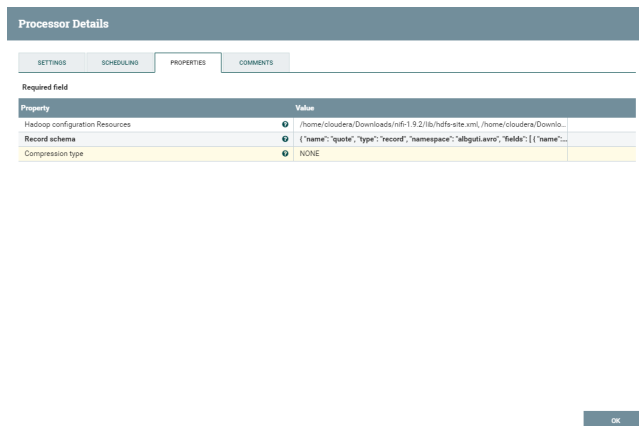 Processor Details
SETTINGS SCHEDULING PROPERTIES COMMENTS
Required field
Property Value
Hadoop configuration Resources /home/cloudera/Downloads/nifi-1.9.2/lib/hdfs-site.xml, /home/cloudera/Downlo...
Record schema { "name": "quote", "type": "record", "namespace": "albguti.avro", "fields": [ { "name":...
Compression type NONE
OK